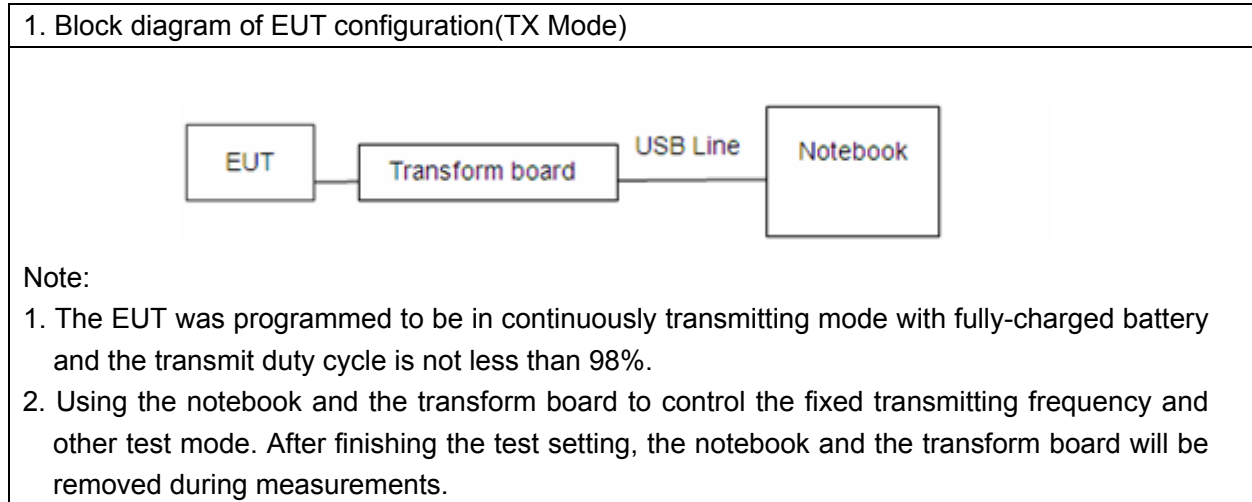 1. Block diagram of EUT configuration(TX Mode)
EUT
Transform board
USB Line
Notebook
Note:
1. The EUT was programmed to be in continuously transmitting mode with fully-charged battery
and the transmit duty cycle is not less than 98%.
2. Using the notebook and the transform board to control the fixed transmitting frequency and
other test mode. After finishing the test setting, the notebook and the transform board will be
removed during measurements.